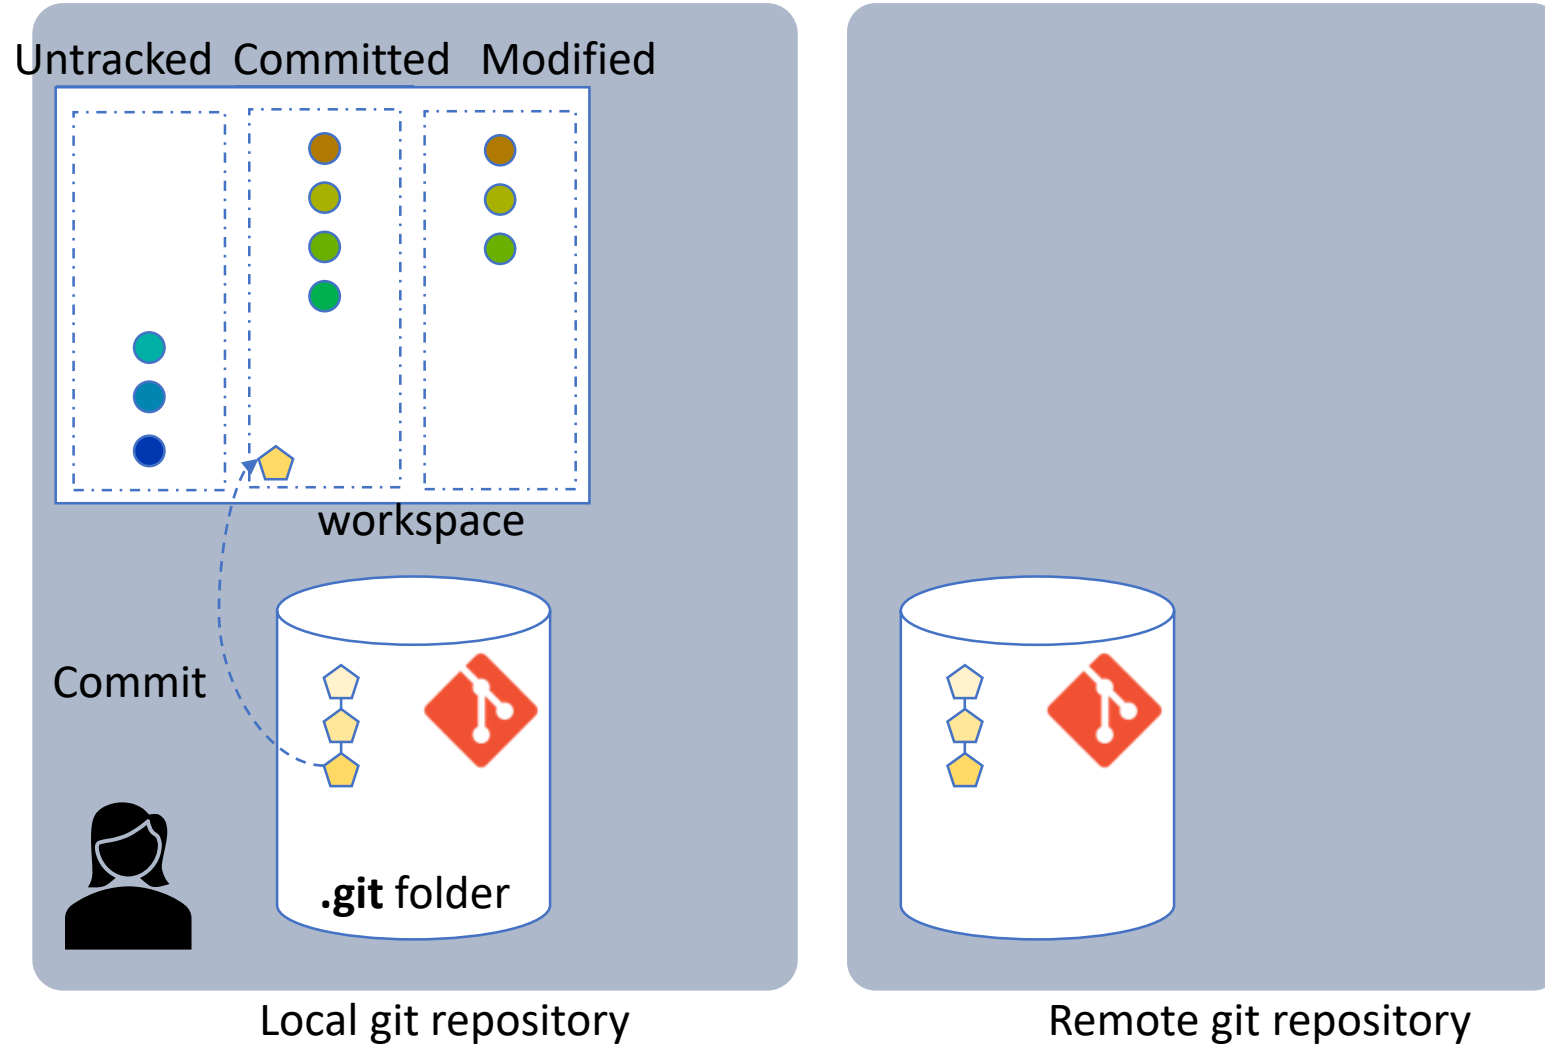 Untracked Committed Modified
workspace
Commit
.git folder
Local git repository
Remote git repository